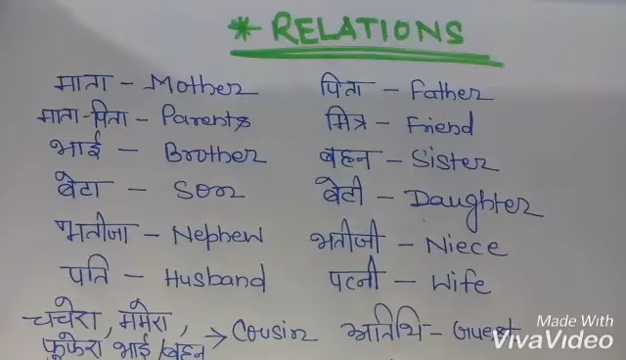 * RELATIONS
माता - Mother    पिता - Father
माता-पिता - Parents    मित्र - Friend
भाई - Brother    बहन - Sister
बेटा - Son    बेटी - Daughter
भतीजा - Nephew    भतीजी - Niece
पति - Husband    पत्नी - Wife
चचेरा, ममेरा,
फुफेरा भाई/बहन → Cousin    अतिथि - Guest
Made With
VivaVideo